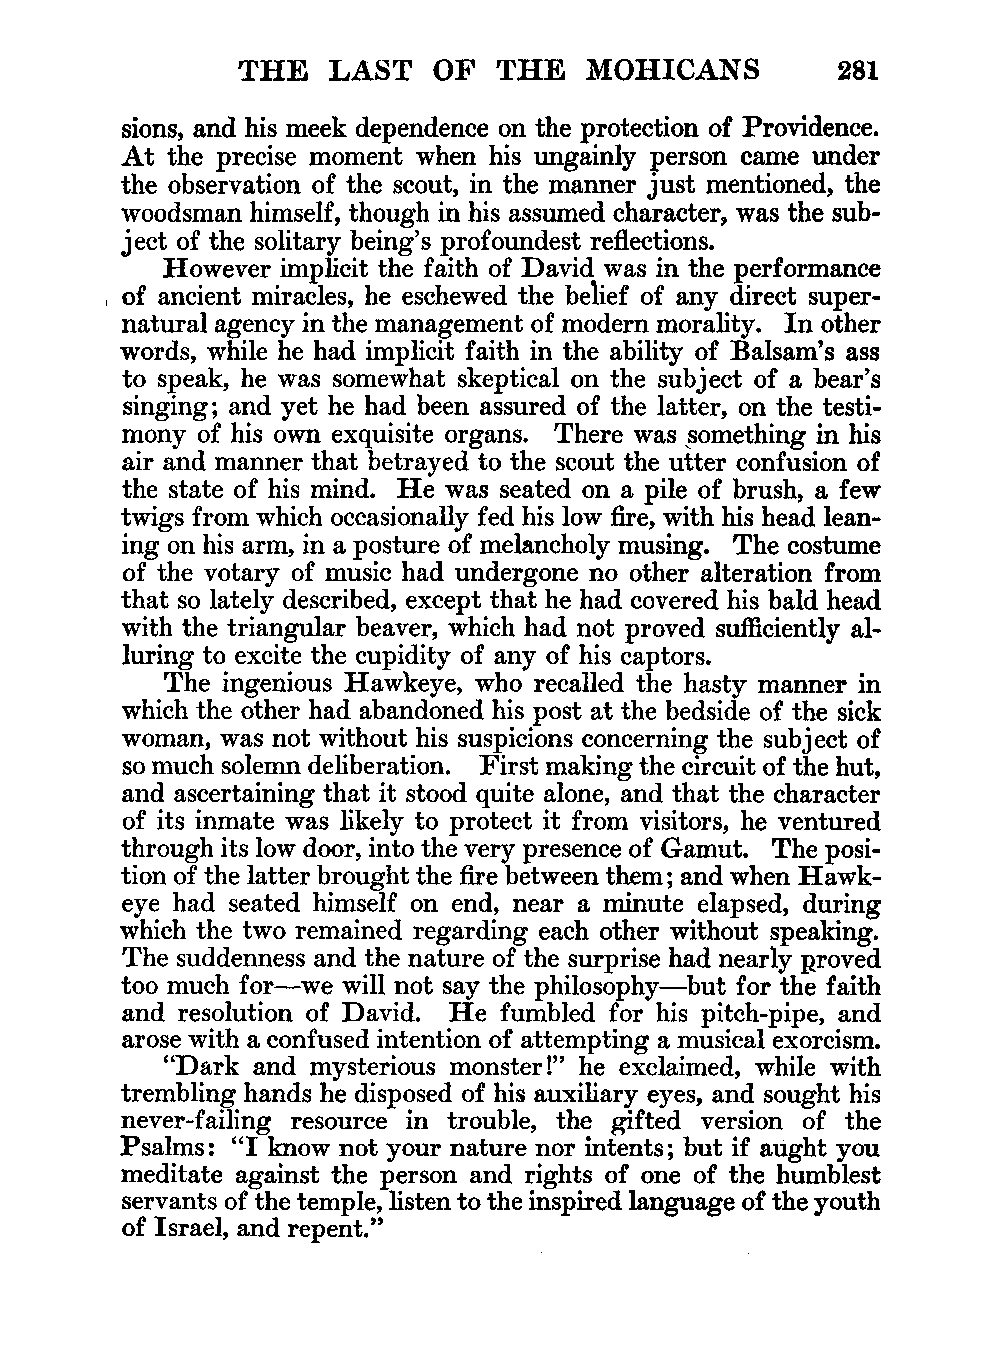 THE LAST OF THE MOHICANS 281
sions, and his meek dependence on the protection of Providence.
At the precise moment when his ungainly person came under
the observation of the scout, in the manner just mentioned, the
woodsman himself, though in his assumed character, was the sub-
ject of the solitary being's profoundest reflections.
However implicit the faith of David was in the performance
of ancient miracles, he eschewed the belief of any direct super-
natural agency in the management of modern morality. In other
words, while he had implicit faith in the ability of Balsam's ass
to speak, he was somewhat skeptical on the subject of a bear's
singing; and yet he had been assured of the latter, on the testi-
mony of his own exquisite organs. There was something in his
air and manner that betrayed to the scout the utter confusion of
the state of his mind. He was seated on a pile of brush, a few
twigs from which occasionally fed his low fire, with his head lean-
ing on his arm, in a posture of melancholy musing. The costume
of the votary of music had undergone no other alteration from
that so lately described, except that he had covered his bald head
with the triangular beaver, which had not proved sufficiently al-
luring to excite the cupidity of any of his captors.
The ingenious Hawkeye, who recalled the hasty manner in
which the other had abandoned his post at the bedside of the sick
woman, was not without his suspicions concerning the subject of
so much solemn deliberation. First making the circuit of the hut,
and ascertaining that it stood quite alone, and that the character
of its inmate was likely to protect it from visitors, he ventured
through its low door, into the very presence of Gamut. The posi-
tion of the latter brought the fire between them; and when Hawk-
eye had seated himself on end, near a minute elapsed, during
which the two remained regarding each other without speaking.
The suddenness and the nature of the surprise had nearly proved
too much for—we will not say the philosophy—but for the faith
and resolution of David. He fumbled for his pitch-pipe, and
arose with a confused intention of attempting a musical exorcism.
"Dark and mysterious monster!" he exclaimed, while with
trembling hands he disposed of his auxiliary eyes, and sought his
never-failing resource in trouble, the gifted version of the
Psalms: "I know not your nature nor intents; but if aught you
meditate against the person and rights of one of the humblest
servants of the temple, listen to the inspired language of the youth
of Israel, and repent."